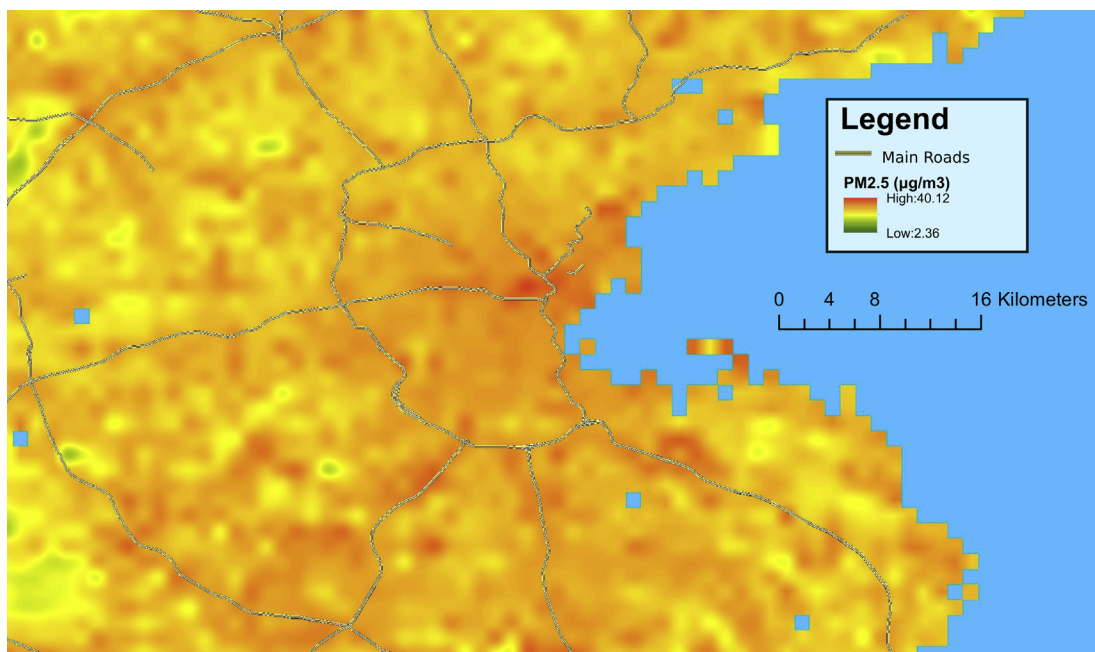 Legend
Main Roads
PM2.5 (μg/m3)
High:40.12
Low:2.36
0 4 8 16 Kilometers